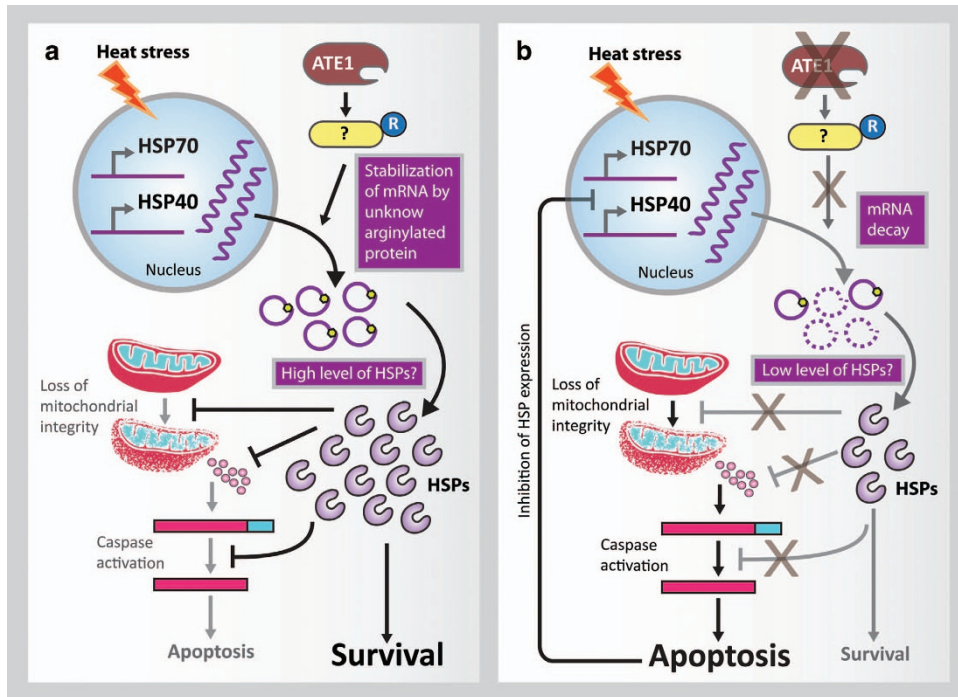 a
Heat stress
ATE1
?
R
HSP70
HSP40
Nucleus
Stabilization
of mRNA by
unknow
arginylated
protein
High level of HSPs?
Loss of
mitochondrial
integrity
HSPs
Caspase
activation
Apoptosis
Survival
b
Heat stress
ATE1
?
R
HSP70
HSP40
Nucleus
mRNA
decay
Low level of HSPs?
Inhibition of HSP expression
Loss of
mitochondrial
integrity
HSPs
Caspase
activation
Apoptosis
Survival